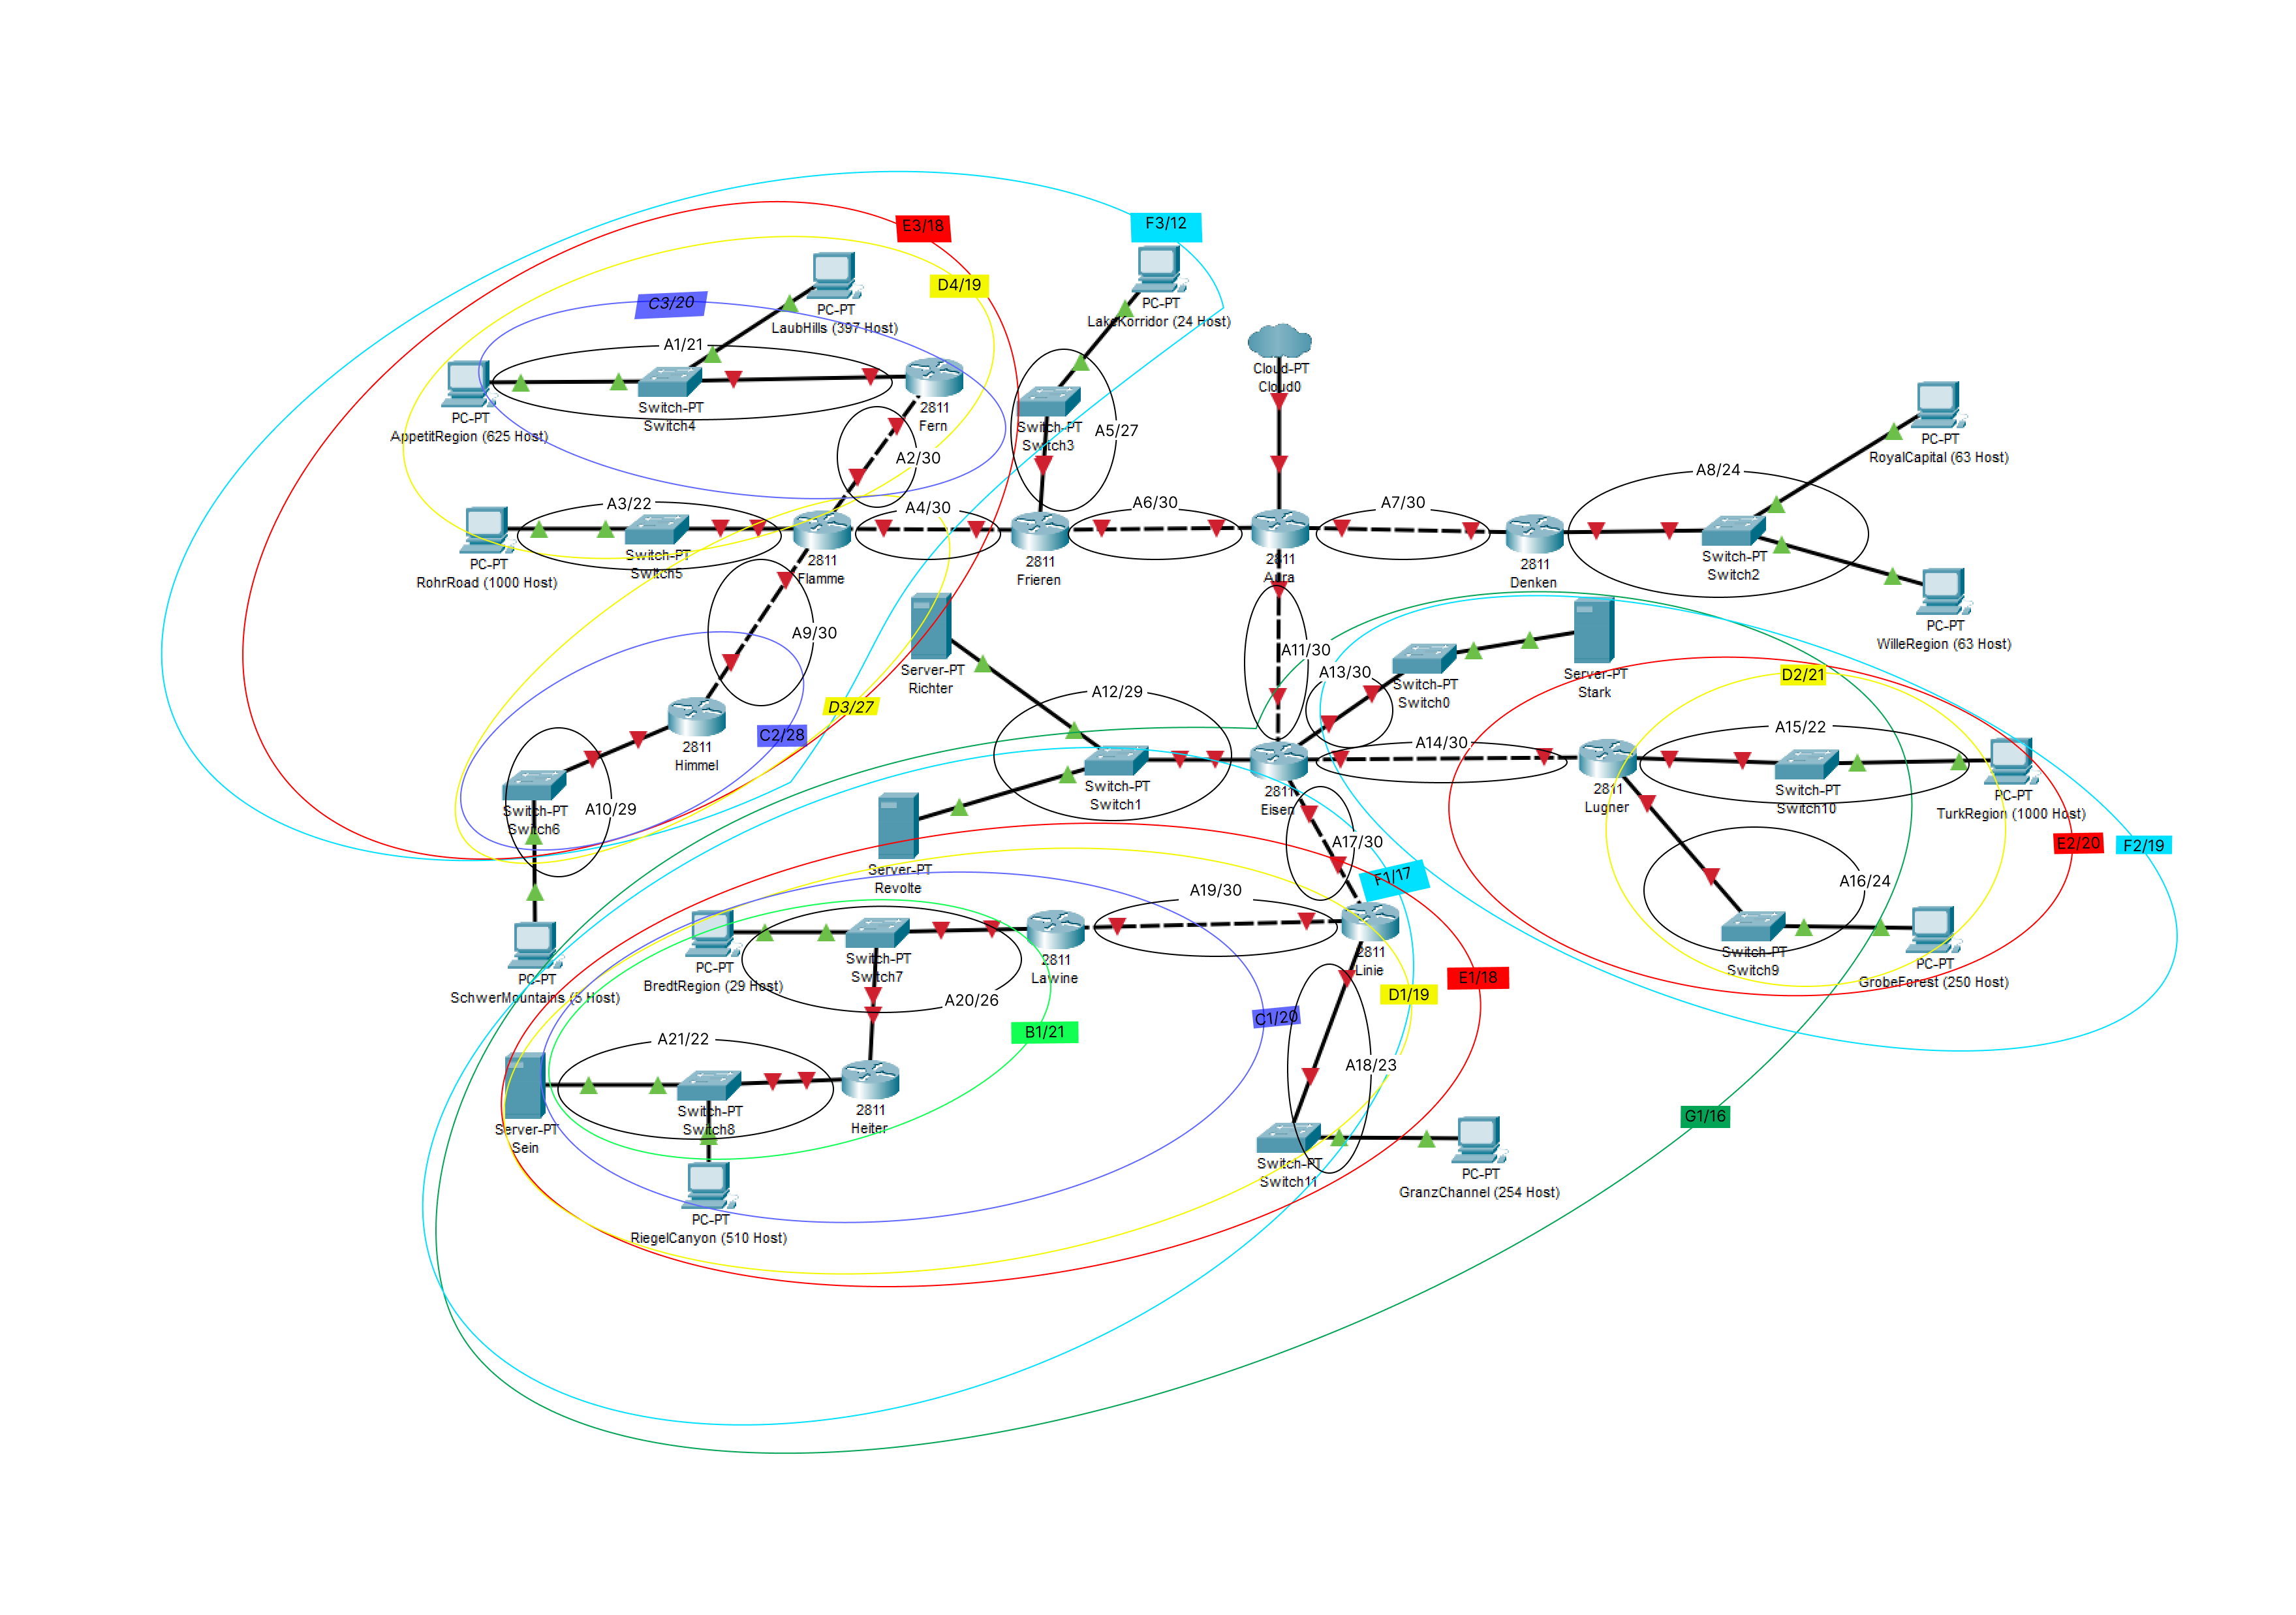 F3/12
E3/18
D4/19
C3/20
PC-PT
LaubHills (397 Host)
PC-PT
LakeKorridor (24 Host)
A1/21
Cloud-PT
Cloud0
PC-PT
AppetitRegion (625 Host)
Switch-PT
Switch4
2811
Fern
Switch-PT
Switch3
A5/27
PC-PT
RoyalCapital (63 Host)
A2/30
A8/24
A3/22
A4/30
A6/30
A7/30
PC-PT
RohrRoad (1000 Host)
Switch-PT
Switch5
2811
Flamme
2811
Frieren
2811
Aura
2811
Denken
Switch-PT
Switch2
PC-PT
WilleRegion (63 Host)
A9/30
A11/30
Server-PT
Richter
A13/30
Switch-PT
Switch0
Server-PT
Stark
D2/21
A12/29
D3/27
C2/28
2811
Himmel
A14/30
A15/22
Switch-PT
Switch6
A10/29
Switch-PT
Switch1
2811
Eisen
2811
Lugner
Switch-PT
Switch10
PC-PT
TurkRegion (1000 Host)
E2/20
F2/19
A17/30
Server-PT
Revolte
F1/17
A19/30
A16/24
PC-PT
SchwerMountains (5 Host)
PC-PT
BredtRegion (29 Host)
Switch-PT
Switch7
2811
Lawine
2811
Linie
Switch-PT
Switch9
PC-PT
GrobeForest (250 Host)
E1/18
D1/19
A20/26
C1/20
B1/21
A21/22
A18/23
Server-PT
Sein
Switch-PT
Switch8
2811
Heiter
G1/16
Switch-PT
Switch11
PC-PT
GranzChannel (254 Host)
PC-PT
RiegelCanyon (510 Host)